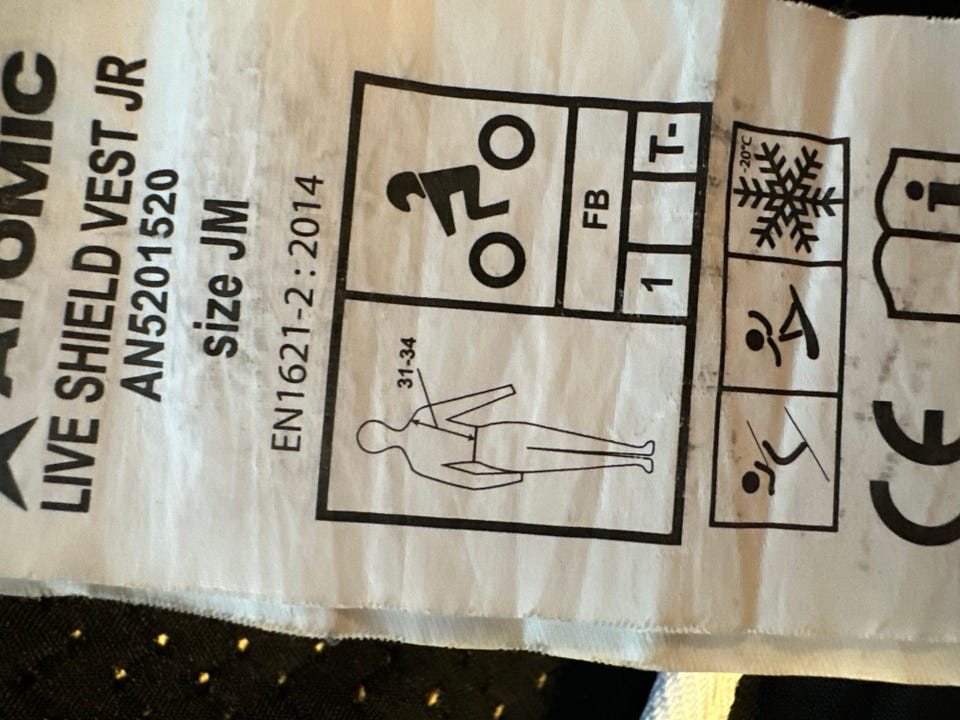 ATOMIC
LIVE SHIELD VEST JR
AN5201520
Size JM
EN1621-2:2014
31-34
FB
1
T-
-20°C
CE
i